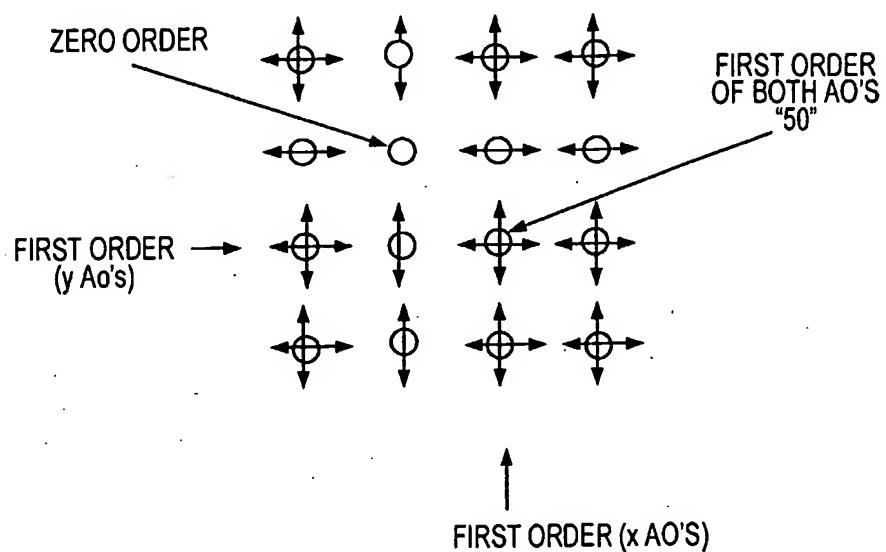 ZERO ORDER
FIRST ORDER
OF BOTH AO'S
"50"
FIRST ORDER
(y Ao's)
FIRST ORDER (x AO'S)